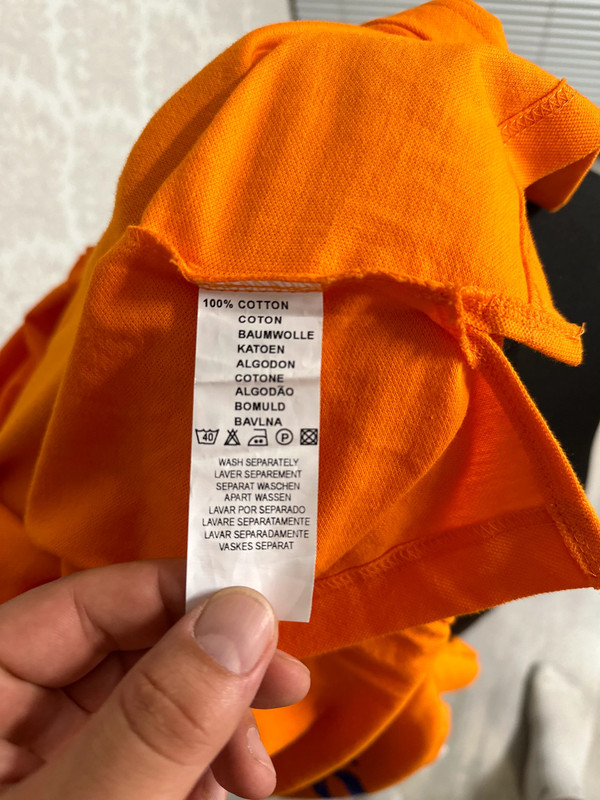 100% COTTON
COTON
BAUMWOLLE
KATOEN
ALGODON
COTONE
ALGODÃO
BOMULD
BAVLNA
40 P
WASH SEPARATELY
LAVER SEPAREMENT
SEPARAT WASCHEN
APART WASSEN
LAVAR POR SEPARADO
LAVARE SEPARATAMENTE
LAVAR SEPARADAMENTE
VASKES SEPARAT